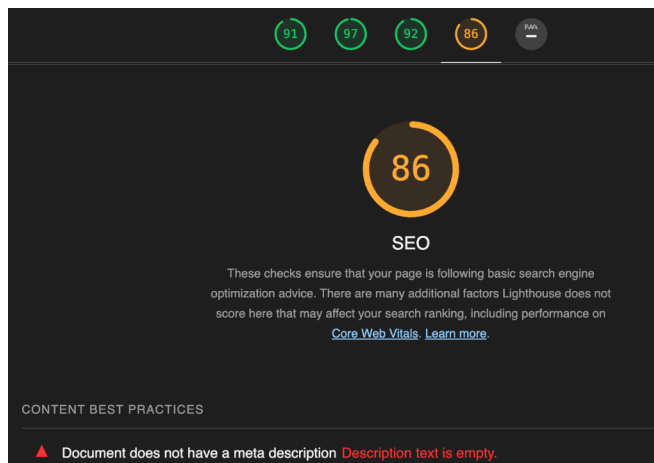 91 97 92 86 PWA
86
SEO
These checks ensure that your page is following basic search engine
optimization advice. There are many additional factors Lighthouse does not
score here that may affect your search ranking, including performance on
Core Web Vitals. Learn more.
CONTENT BEST PRACTICES
Document does not have a meta description Description text is empty.